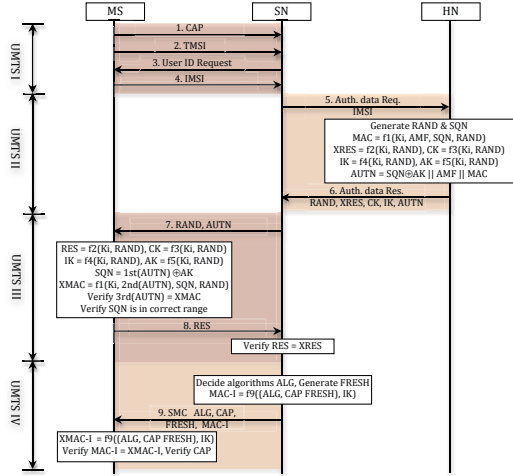 MS SN HN
1. CAP
2. TMSI
3. User ID Request
4. IMSI
UMTS I
5. Auth. data Req.
IMSI
Generate RAND & SQN
MAC = f1(Ki, AMF, SQN, RAND)
XRES = f2(Ki, RAND), CK = f3(Ki, RAND)
IK = f4(Ki, RAND), AK = f5(Ki, RAND)
AUTN = SQN⊕AK || AMF || MAC
6. Auth. data Res.
RAND, XRES, CK, IK, AUTN
UMTS II
7. RAND, AUTN
RES = f2(Ki, RAND), CK = f3(Ki, RAND)
IK = f4(Ki, RAND), AK = f5(Ki, RAND)
SQN = 1st(AUTN) ⊕AK
XMAC = f1(Ki, 2nd(AUTN), SQN, RAND)
Verify 3rd(AUTN) = XMAC
Verify SQN is in correct range
8. RES
Verify RES = XRES
UMTS III
Decide algorithms ALG, Generate FRESH
MAC-I = f9((ALG, CAP FRESH), IK)
9. SMC ALG, CAP,
FRESH, MAC-I
XMAC-I = f9((ALG, CAP FRESH), IK)
Verify MAC-I = XMAC-I, Verify CAP
UMTS IV